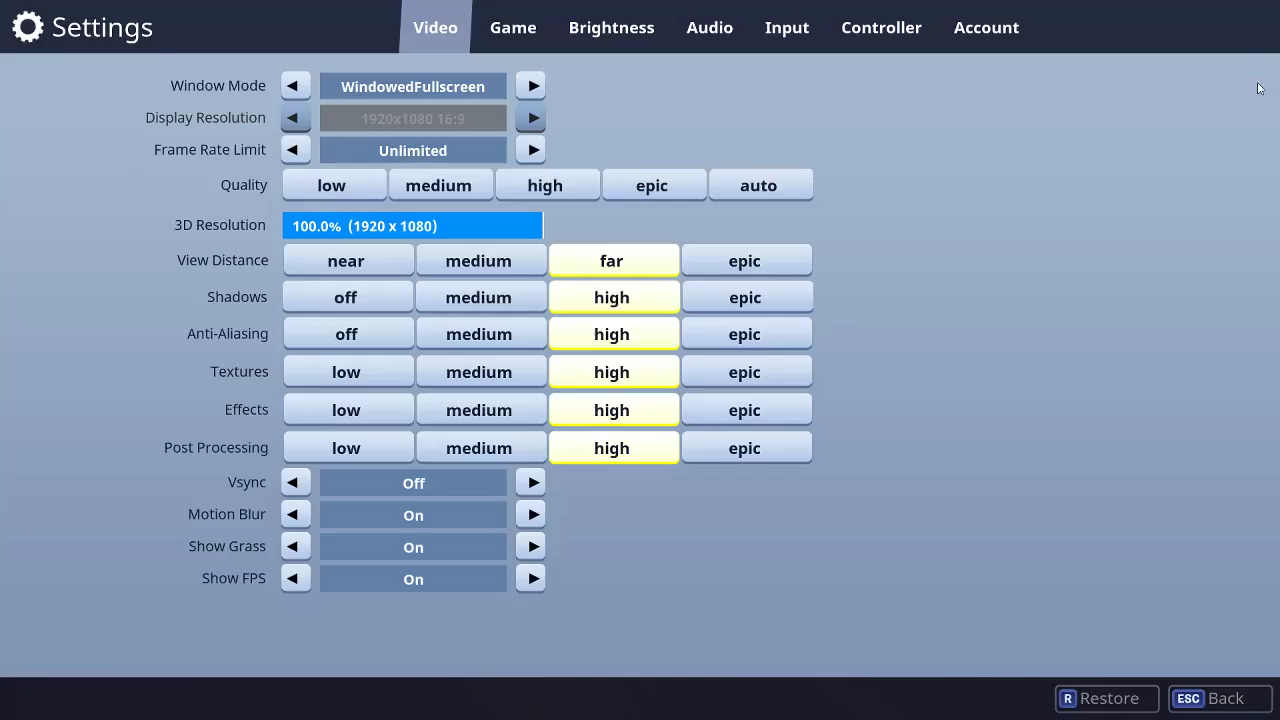 Settings Video Game Brightness Audio Input Controller Account
Window Mode WindowedFullscreen
Display Resolution 1920x1080 16:9
Frame Rate Limit Unlimited
Quality low medium high epic auto
3D Resolution 100.0% (1920 x 1080)
View Distance near medium far epic
Shadows off medium high epic
Anti-Aliasing off medium high epic
Textures low medium high epic
Effects low medium high epic
Post Processing low medium high epic
Vsync Off
Motion Blur On
Show Grass On
Show FPS On
R Restore ESC Back